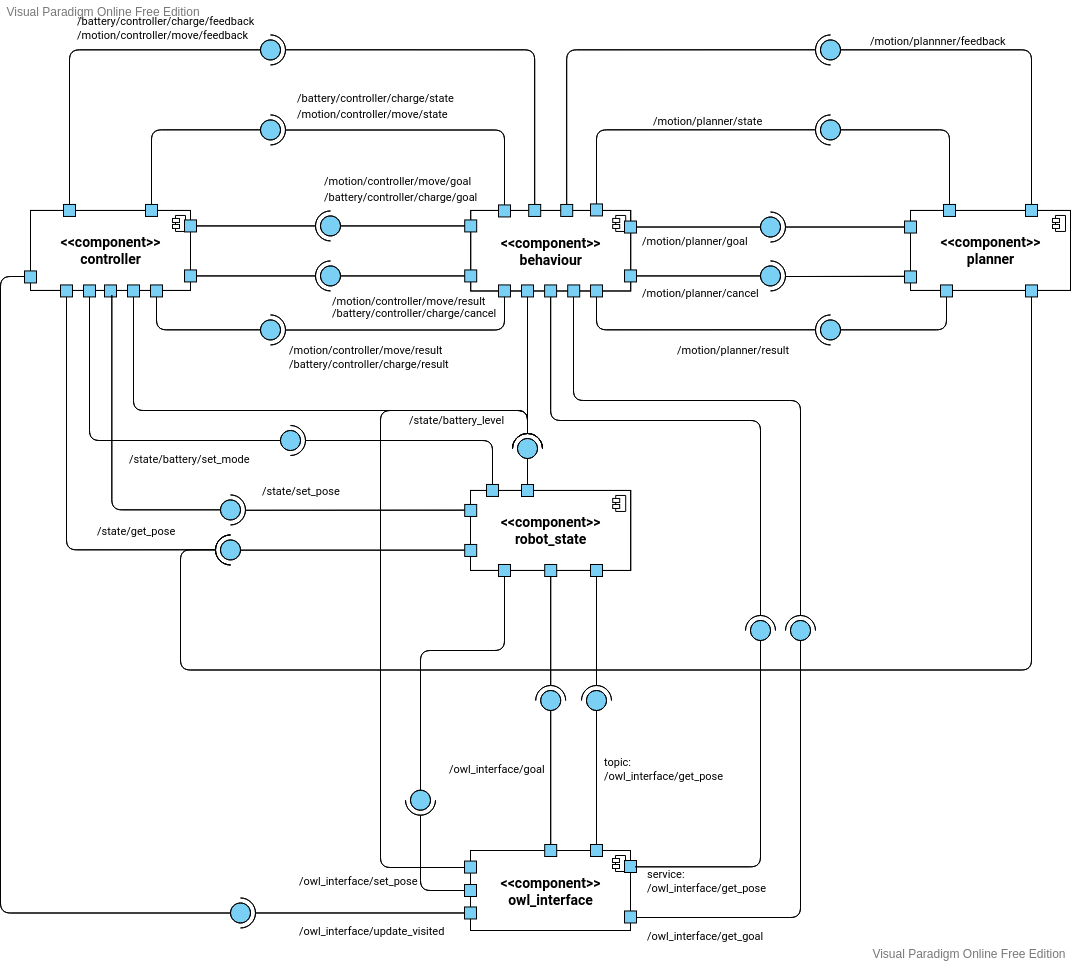 Visual Paradigm Online Free Edition
/battery/controller/charge/feedback
/motion/controller/move/feedback
/motion/plannner/feedback
/battery/controller/charge/state
/motion/controller/move/state
/motion/planner/state
/motion/controller/move/goal
/battery/controller/charge/goal
<<component>>
controller
<<component>>
behaviour
/motion/planner/goal
<<component>>
planner
/motion/controller/move/result
/battery/controller/charge/cancel
/motion/planner/cancel
/motion/controller/move/result
/battery/controller/charge/result
/motion/planner/result
/state/battery_level
/state/battery/set_mode
/state/set_pose
/state/get_pose
<<component>>
robot_state
/owl_interface/goal
topic:
/owl_interface/get_pose
/owl_interface/set_pose
<<component>>
owl_interface
service:
/owl_interface/get_pose
/owl_interface/update_visited
/owl_interface/get_goal
Visual Paradigm Online Free Edition